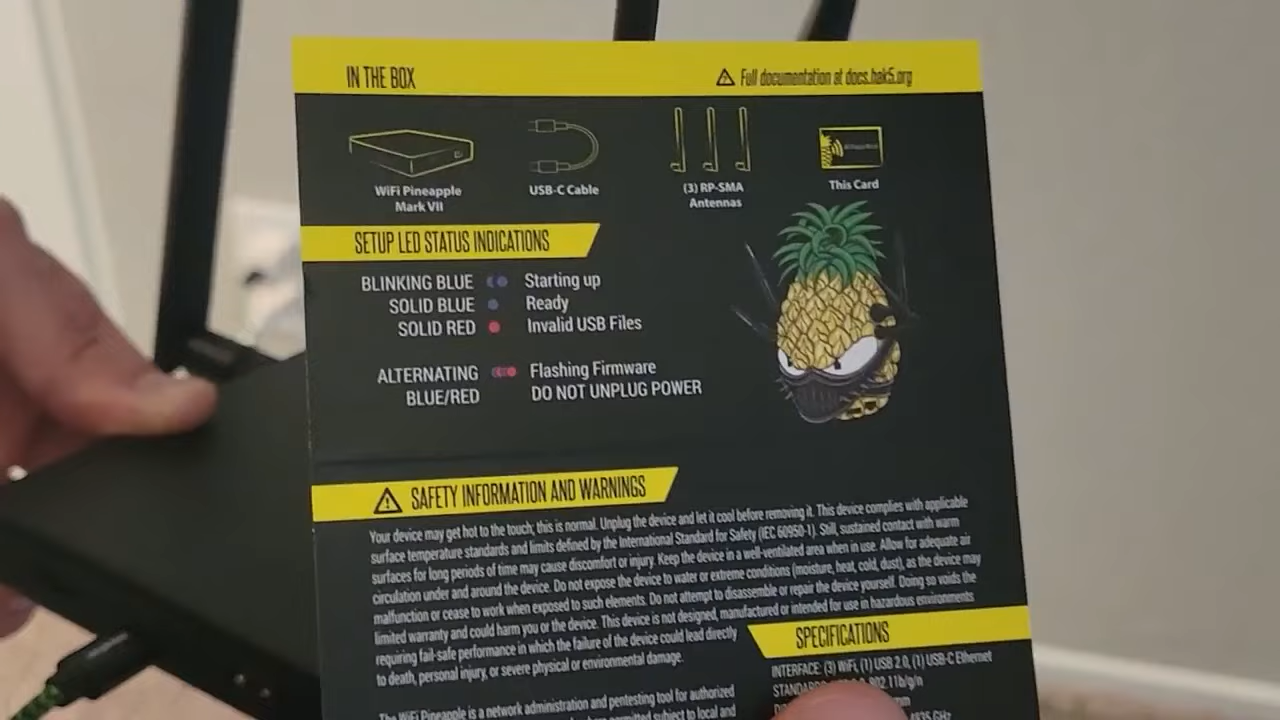 IN THE BOX
Full documentation at docs.hak5.org
WiFi Pineapple
Mark VII
USB-C Cable
(3) RP-SMA
Antennas
This Card
SETUP LED STATUS INDICATIONS
BLINKING BLUE Starting up
SOLID BLUE Ready
SOLID RED Invalid USB Files
ALTERNATING Flashing Firmware
BLUE/RED DO NOT UNPLUG POWER
SAFETY INFORMATION AND WARNINGS
Your device may get hot to the touch; this is normal. Unplug the device and let it cool before removing it. This device complies with applicable
surface temperature standards and limits defined by the International Standard for Safety (IEC 60950-1). Still, sustained contact with warm
surfaces for long periods of time may cause discomfort or injury. Keep the device in a well-ventilated area when in use. Allow for adequate air
circulation under and around the device. Do not expose the device to water or extreme conditions (moisture, heat, cold, dust), as the device may
malfunction or cease to work when exposed to such elements. Do not attempt to disassemble or repair the device yourself. Doing so voids the
limited warranty and could harm you or the device. This device is not designed, manufactured or intended for use in hazardous environments
requiring fail-safe performance in which the failure of the device could lead directly
to death, personal injury, or severe physical or environmental damage.
The WiFi Pineapple is a network administration and pentesting tool for authorized
permitted subject to local and
SPECIFICATIONS
INTERFACE: (3) WiFi, (1) USB 2.0, (1) USB-C Ethernet
802.11b/g/n
mm
GHz